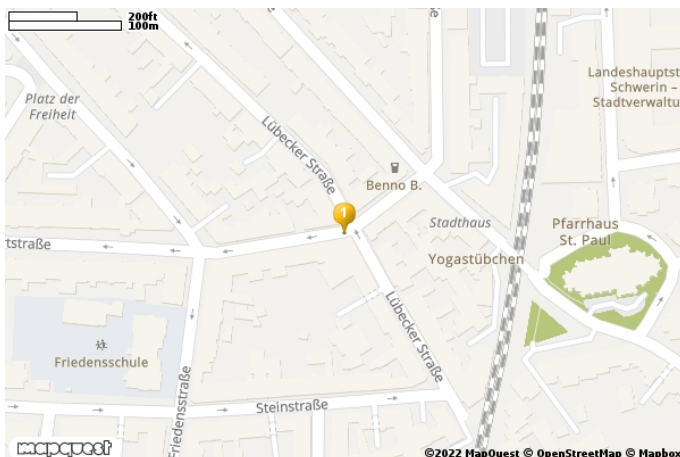 200ft
100m
Landeshauptst
Schwerin –
Stadtverwaltu
Platz der
Freiheit
Lübecker Straße
Benno B.
1
Stadthaus
Pfarrhaus
St. Paul
rtstraße
Yogastübchen
Lübecker Straße
Friedensschule
Friedensstraße
Steinstraße
mapquest
©2022 MapQuest © OpenStreetMap © Mapbox